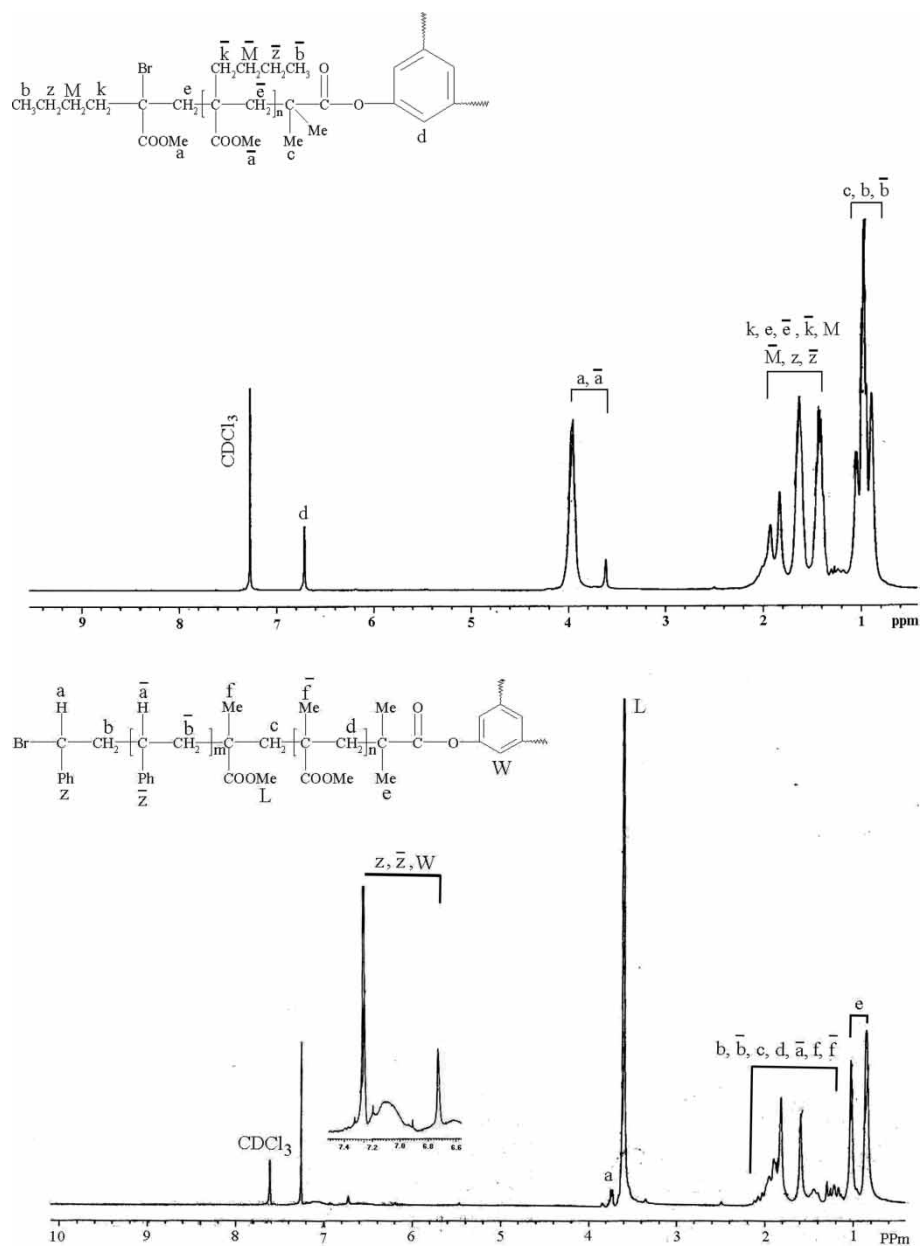 k̄ M̄ z̄ b̄
CH₂CH₂CH₂CH₃
b z M k Br e ē O
CH₃CH₂CH₂CH₂ C CH₂ [ C CH₂ ]n C C O
COOMe COOMe Me Me d
a ā c
c, b, b̄
k, e, ē, k̄, M
M̄, z, z̄
a, ā
CDCl₃
d
9 8 7 6 5 4 3 2 1 ppm
a ā f f̄
H H Me Me Me O
b b̄ c d
Br C CH₂ [ C CH₂ ]m C CH₂ [ C CH₂ ]n C C O
Ph Ph COOMe COOMe Me W
z z̄ L e
L
z, z̄, W
e
b, b̄, c, d, ā, f, f̄
CDCl₃
7.4 7.2 7.0 6.8 6.6
a
10 9 8 7 6 5 4 3 2 1 PPm